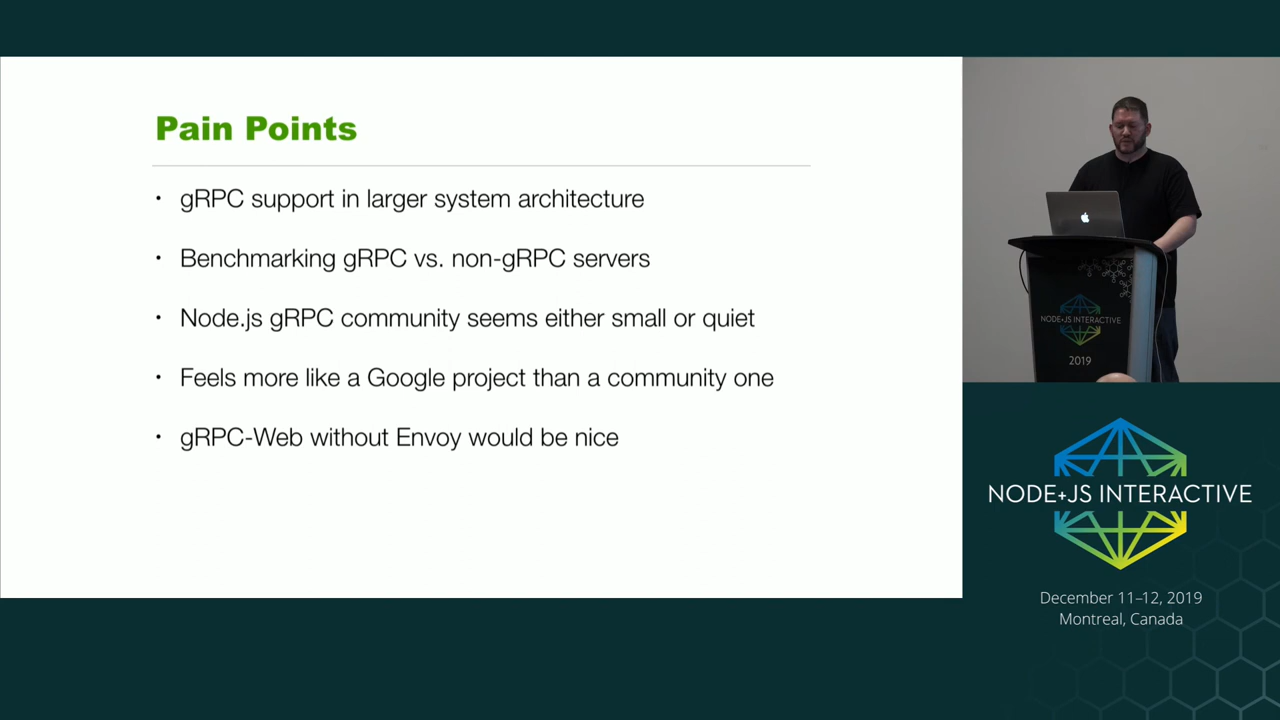 Pain Points
• gRPC support in larger system architecture
• Benchmarking gRPC vs. non-gRPC servers
• Node.js gRPC community seems either small or quiet
• Feels more like a Google project than a community one
• gRPC-Web without Envoy would be nice
NODE+JS INTERACTIVE
2019
NODE+JS INTERACTIVE
December 11–12, 2019
Montreal, Canada